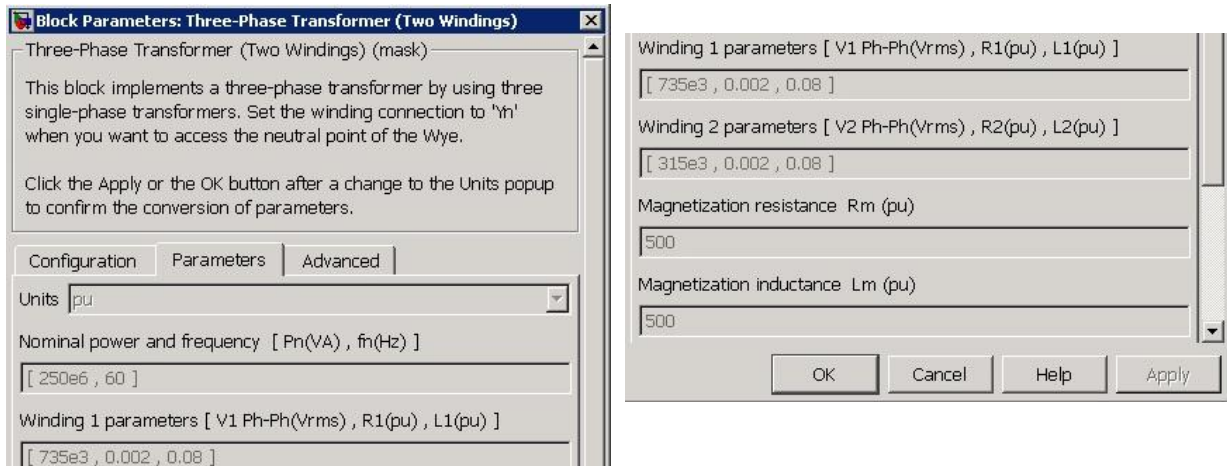 Block Parameters: Three-Phase Transformer (Two Windings)
Three-Phase Transformer (Two Windings) (mask)
This block implements a three-phase transformer by using three
single-phase transformers. Set the winding connection to 'Yn'
when you want to access the neutral point of the Wye.
Click the Apply or the OK button after a change to the Units popup
to confirm the conversion of parameters.
Configuration Parameters Advanced
Units pu
Nominal power and frequency [ Pn(VA) , fn(Hz) ]
[ 250e6 , 60 ]
Winding 1 parameters [ V1 Ph-Ph(Vrms) , R1(pu) , L1(pu) ]
[ 735e3 , 0.002 , 0.08 ]
Winding 1 parameters [ V1 Ph-Ph(Vrms) , R1(pu) , L1(pu) ]
[ 735e3 , 0.002 , 0.08 ]
Winding 2 parameters [ V2 Ph-Ph(Vrms) , R2(pu) , L2(pu) ]
[ 315e3 , 0.002 , 0.08 ]
Magnetization resistance Rm (pu)
500
Magnetization inductance Lm (pu)
500
OK Cancel Help Apply